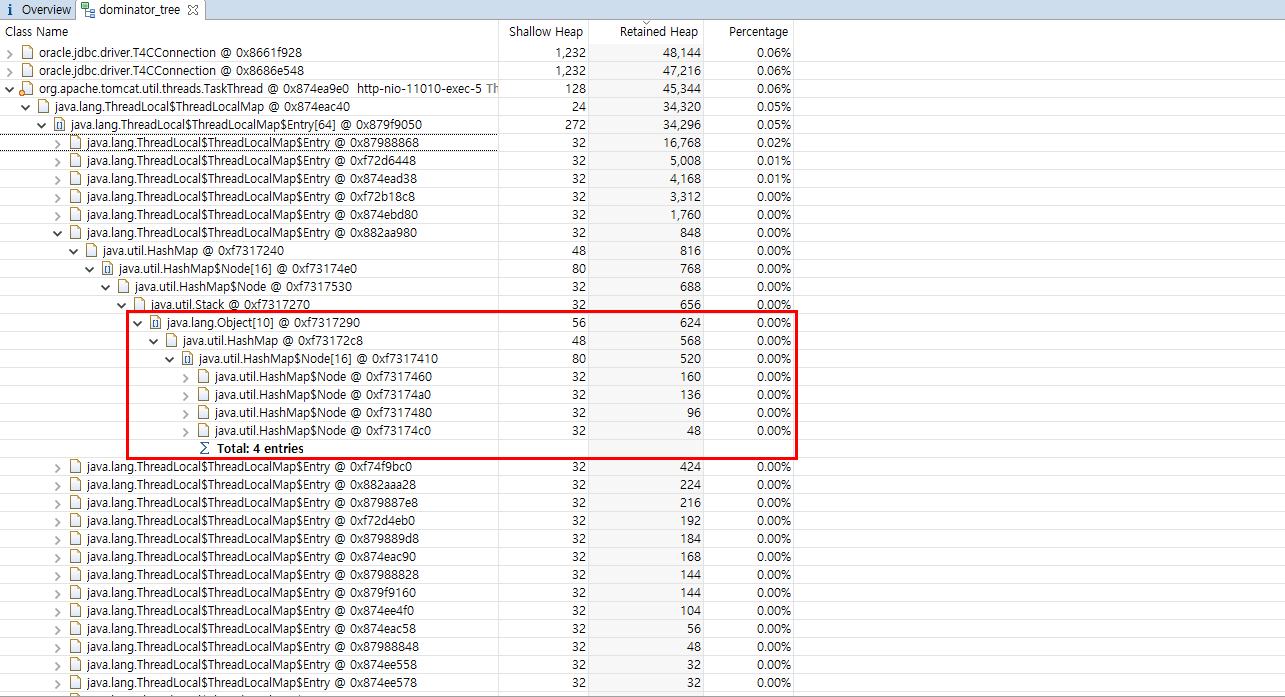 Overview dominator_tree
Class Name Shallow Heap Retained Heap Percentage
oracle.jdbc.driver.T4CConnection @ 0x8661f928 1,232 48,144 0.06%
oracle.jdbc.driver.T4CConnection @ 0x8686e548 1,232 47,216 0.06%
org.apache.tomcat.util.threads.TaskThread @ 0x874ea9e0 http-nio-11010-exec-5 Th 128 45,344 0.06%
java.lang.ThreadLocal$ThreadLocalMap @ 0x874eac40 24 34,320 0.05%
java.lang.ThreadLocal$ThreadLocalMap$Entry[64] @ 0x879f9050 272 34,296 0.05%
java.lang.ThreadLocal$ThreadLocalMap$Entry @ 0x87988868 32 16,768 0.02%
java.lang.ThreadLocal$ThreadLocalMap$Entry @ 0xf72d6448 32 5,008 0.01%
java.lang.ThreadLocal$ThreadLocalMap$Entry @ 0x874ead38 32 4,168 0.01%
java.lang.ThreadLocal$ThreadLocalMap$Entry @ 0xf72b18c8 32 3,312 0.00%
java.lang.ThreadLocal$ThreadLocalMap$Entry @ 0x874ebd80 32 1,760 0.00%
java.lang.ThreadLocal$ThreadLocalMap$Entry @ 0x882aa980 32 848 0.00%
java.util.HashMap @ 0xf7317240 48 816 0.00%
java.util.HashMap$Node[16] @ 0xf73174e0 80 768 0.00%
java.util.HashMap$Node @ 0xf7317530 32 688 0.00%
java.util.Stack @ 0xf7317270 32 656 0.00%
java.lang.Object[10] @ 0xf7317290 56 624 0.00%
java.util.HashMap @ 0xf73172c8 48 568 0.00%
java.util.HashMap$Node[16] @ 0xf7317410 80 520 0.00%
java.util.HashMap$Node @ 0xf7317460 32 160 0.00%
java.util.HashMap$Node @ 0xf73174a0 32 136 0.00%
java.util.HashMap$Node @ 0xf7317480 32 96 0.00%
java.util.HashMap$Node @ 0xf73174c0 32 48 0.00%
Σ Total: 4 entries
java.lang.ThreadLocal$ThreadLocalMap$Entry @ 0xf74f9bc0 32 424 0.00%
java.lang.ThreadLocal$ThreadLocalMap$Entry @ 0x882aaa28 32 224 0.00%
java.lang.ThreadLocal$ThreadLocalMap$Entry @ 0x879887e8 32 216 0.00%
java.lang.ThreadLocal$ThreadLocalMap$Entry @ 0xf72d4eb0 32 192 0.00%
java.lang.ThreadLocal$ThreadLocalMap$Entry @ 0x879889d8 32 184 0.00%
java.lang.ThreadLocal$ThreadLocalMap$Entry @ 0x874eac90 32 168 0.00%
java.lang.ThreadLocal$ThreadLocalMap$Entry @ 0x87988828 32 144 0.00%
java.lang.ThreadLocal$ThreadLocalMap$Entry @ 0x879f9160 32 144 0.00%
java.lang.ThreadLocal$ThreadLocalMap$Entry @ 0x874ee4f0 32 104 0.00%
java.lang.ThreadLocal$ThreadLocalMap$Entry @ 0x874eac58 32 56 0.00%
java.lang.ThreadLocal$ThreadLocalMap$Entry @ 0x87988848 32 48 0.00%
java.lang.ThreadLocal$ThreadLocalMap$Entry @ 0x874ee558 32 32 0.00%
java.lang.ThreadLocal$ThreadLocalMap$Entry @ 0x874ee578 32 32 0.00%